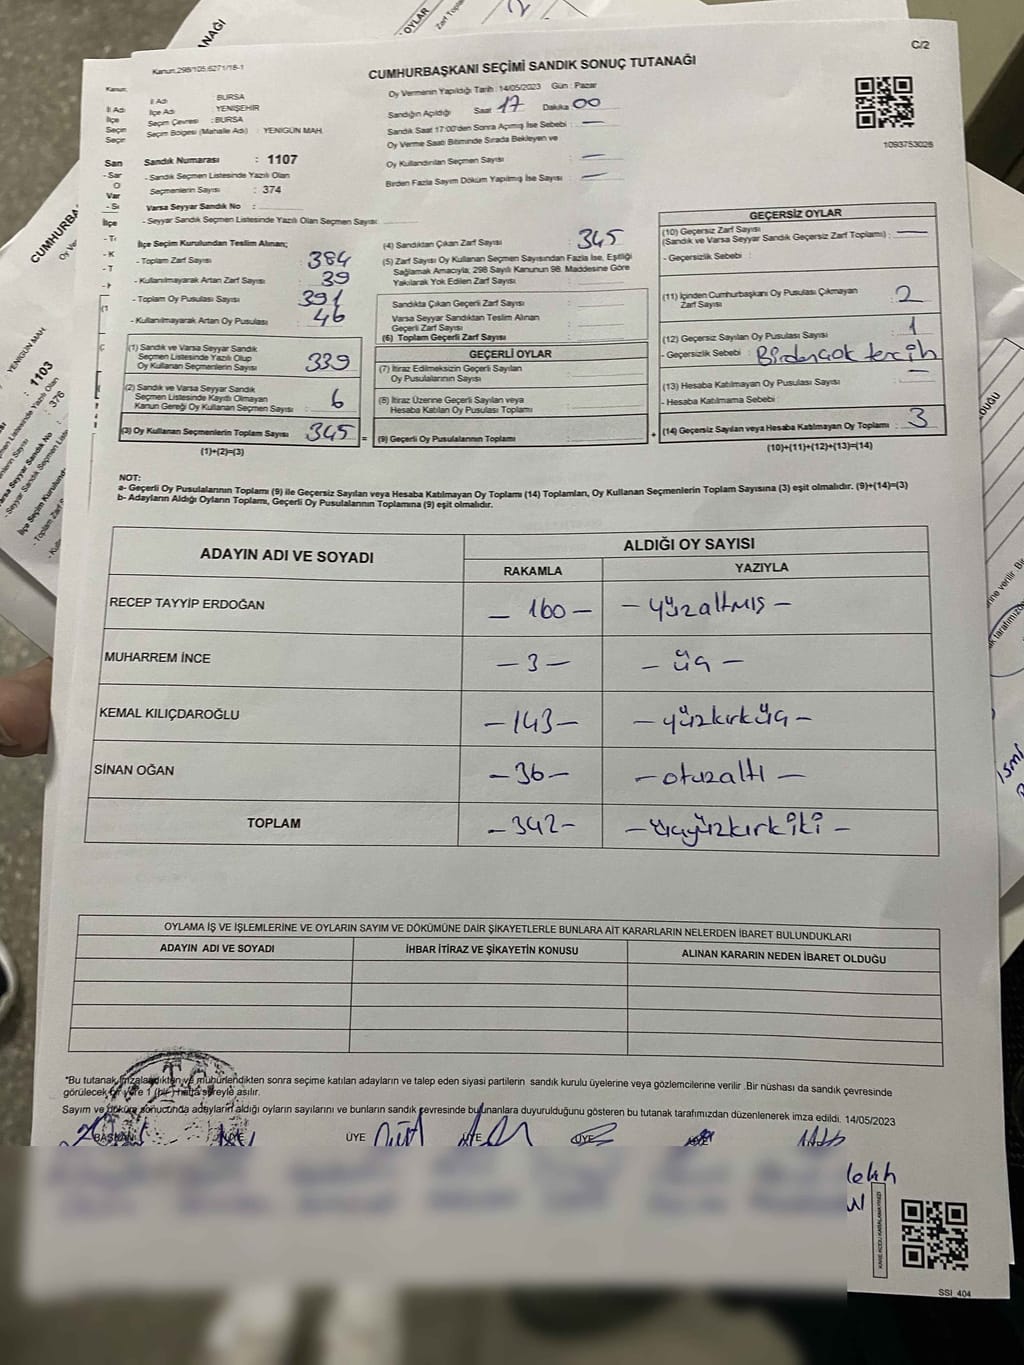 ANAĞI
OYLAR
Zarf Topla
C/2
Kanun.298/105,6271/18-1
CUMHURBAŞKANI SEÇİMİ SANDIK SONUÇ TUTANAĞI
İl Adı BURSA
İlçe Adı YENİŞEHİR
Seçim Çevresi : BURSA
Seçim Bölgesi (Mahalle Adı) : YENİGÜN MAH.
Oy Vermenin Yapıldığı Tarih : 14/05/2023 Gün : Pazar
Sandığın Açıldığı Saat 17 Dakika 00
Sandık Saat 17:00'den Sonra Açımış İse Sebebi : —
Oy Verme Saati Bitiminde Sırada Bekleyen ve
Oy Kullandırılan Seçmen Sayısı : —
Birden Fazla Sayım Döküm Yapılmış İse Sayısı : —
1093753028
Sandık Numarası : 1107
- Sandık Seçmen Listesinde Yazılı Olan
Seçmenlerin Sayısı : 374
Varsa Seyyar Sandık No :
- Seyyar Sandık Seçmen Listesinde Yazılı Olan Seçmen Sayısı:
İlçe Seçim Kurulundan Teslim Alınan;
- Toplam Zarf Sayısı : 384
- Kullanılmayarak Artan Zarf Sayısı : 39
- Toplam Oy Pusulası Sayısı : 391
- Kullanılmayarak Artan Oy Pusulası : 46
(1) Sandık ve Varsa Seyyar Sandık
Seçmen Listesinde Yazılı Olup
Oy Kullanan Seçmenlerin Sayısı : 339
(2) Sandık ve Varsa Seyyar Sandık
Seçmen Listesinde Kaydı Olmayan
Kanun Gereği Oy Kullanan Seçmen Sayısı : 6
(3) Oy Kullanan Seçmenlerin Toplam Sayısı : 345 =
(1)+(2)=(3)
(4) Sandıktan Çıkan Zarf Sayısı : 345
(5) Zarf Sayısı Oy Kullanan Seçmen Sayısından Fazla İse, Eşitliği
Sağlamak Amacıyla, 298 Sayılı Kanunun 98. Maddesine Göre
Yakılarak Yok Edilen Zarf Sayısı :
Sandıkta Çıkan Geçerli Zarf Sayısı :
Varsa Seyyar Sandıktan Teslim Alınan
Geçerli Zarf Sayısı :
(6) Toplam Geçerli Zarf Sayısı :
GEÇERLİ OYLAR
(7) İtiraz Edilmeksizin Geçerli Sayılan
Oy Pusulalarının Sayısı :
(8) İtiraz Üzerine Geçerli Sayılan veya
Hesaba Katılan Oy Pusulası Toplamı :
(9) Geçerli Oy Pusulalarının Toplamı : +
GEÇERSİZ OYLAR
(10) Geçersiz Zarf Sayısı
(Sandık ve Varsa Seyyar Sandık Geçersiz Zarf Toplamı) : —
- Geçersizlik Sebebi :
(11) İçinden Cumhurbaşkanı Oy Pusulası Çıkmayan
Zarf Sayısı : 2
(12) Geçersiz Sayılan Oy Pusulası Sayısı : 1
- Geçersizlik Sebebi : Birden çok tercih
(13) Hesaba Katılmayan Oy Pusulası Sayısı : —
- Hesaba Katılmama Sebebi :
(14) Geçersiz Sayılan veya Hesaba Katılmayan Oy Toplamı : 3
(10)+(11)+(12)+(13)=(14)
NOT:
a- Geçerli Oy Pusulalarının Toplamı (9) ile Geçersiz Sayılan veya Hesaba Katılmayan Oy Toplamı (14) Toplamları, Oy Kullanan Seçmenlerin Toplam Sayısına (3) eşit olmalıdır. (9)+(14)=(3)
b- Adayların Aldığı Oyların Toplamı, Geçerli Oy Pusulalarının Toplamına (9) eşit olmalıdır.
ADAYIN ADI VE SOYADI
ALDIĞI OY SAYISI
RAKAMLA YAZIYLA
RECEP TAYYİP ERDOĞAN – 160 – – yüzaltmış –
MUHARREM İNCE – 3 – – üç –
KEMAL KILIÇDAROĞLU – 143 – – yüzkırküç –
SİNAN OĞAN – 36 – – otuzaltı –
TOPLAM – 342 – – üçyüzkırkiki –
OYLAMA İŞ VE İŞLEMLERİNE VE OYLARIN SAYIM VE DÖKÜMÜNE DAİR ŞİKAYETLERLE BUNLARA AİT KARARLARIN NELERDEN İBARET BULUNDUKLARI
ADAYIN ADI VE SOYADI İHBAR İTİRAZ VE ŞİKAYETİN KONUSU ALINAN KARARIN NEDEN İBARET OLDUĞU
"Bu tutanak imzalandıkten ve mühürlendikten sonra seçime katılan adayların ve talep eden siyasi partilerin sandık kurulu üyelerine veya gözlemcilerine verilir .Bir nüshası da sandık çevresinde
görülecek bir yere 1 (bir) hafta süreyle asılır.
Sayım ve döküm sonucunda adayların aldığı oyların sayılarını ve bunların sandık çevresinde bulunanlara duyurulduğunu gösteren bu tutanak tarafımızdan düzenlenerek imza edildi. 14/05/2023
BAŞKAN ÜYE ÜYE ÜYE ÜYE
SSI_404
CUMHURBA
YENİGÜN MAH
: 1103
: 376